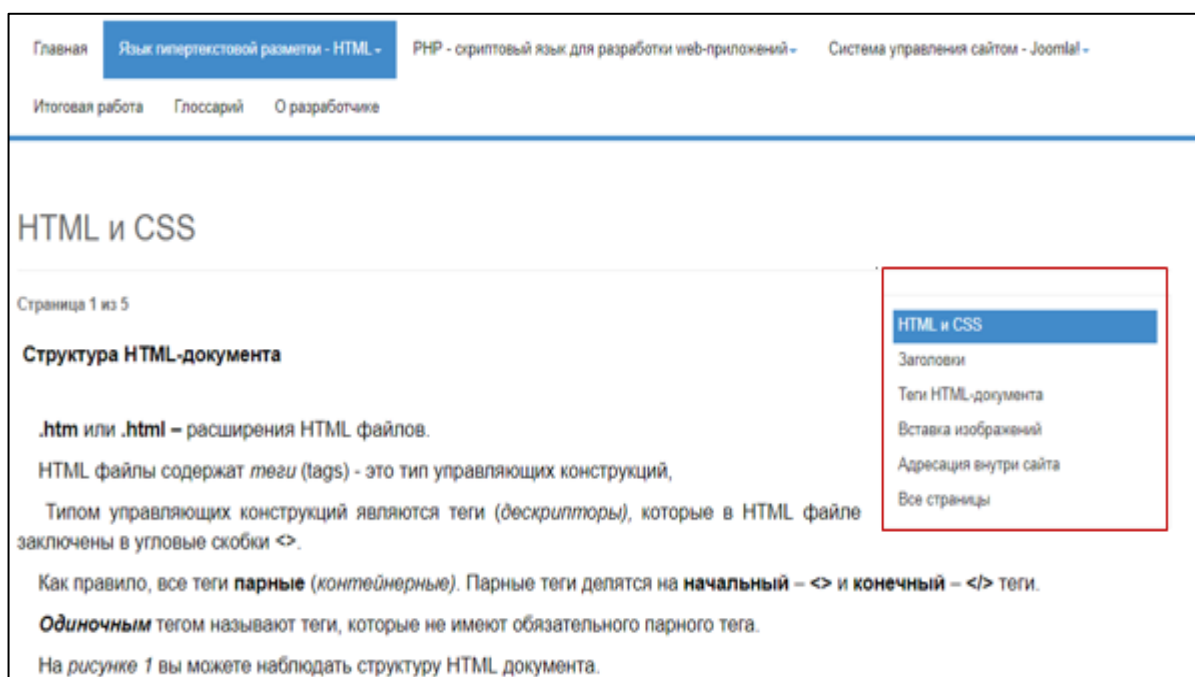 Главная Язык гипертекстовой разметки - HTML PHP - скриптовый язык для разработки web-приложений Система управления сайтом - Joomla!
Итоговая работа Глоссарий О разработчике
HTML и CSS
Страница 1 из 5
HTML и CSS
Заголовки
Теги HTML-документа
Вставка изображений
Адресация внутри сайта
Все страницы
Структура HTML-документа
.htm или .html – расширения HTML файлов.
HTML файлы содержат теги (tags) - это тип управляющих конструкций,
Типом управляющих конструкций являются теги (дескрипторы), которые в HTML файле
заключены в угловые скобки <>.
Как правило, все теги парные (контейнерные). Парные теги делятся на начальный – <> и конечный – </> теги.
Одиночным тегом называют теги, которые не имеют обязательного парного тега.
На рисунке 1 вы можете наблюдать структуру HTML документа.